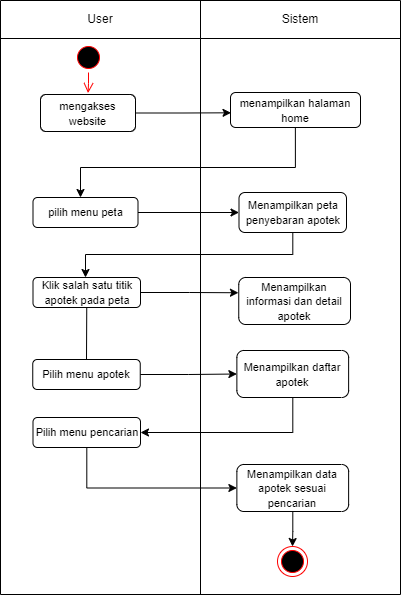 User
Sistem
mengakses
website
menampilkan halaman
home
pilih menu peta
Menampilkan peta
penyebaran apotek
Klik salah satu titik
apotek pada peta
Menampilkan
informasi dan detail
apotek
Pilih menu apotek
Menampilkan daftar
apotek
Pilih menu pencarian
Menampilkan data
apotek sesuai
pencarian